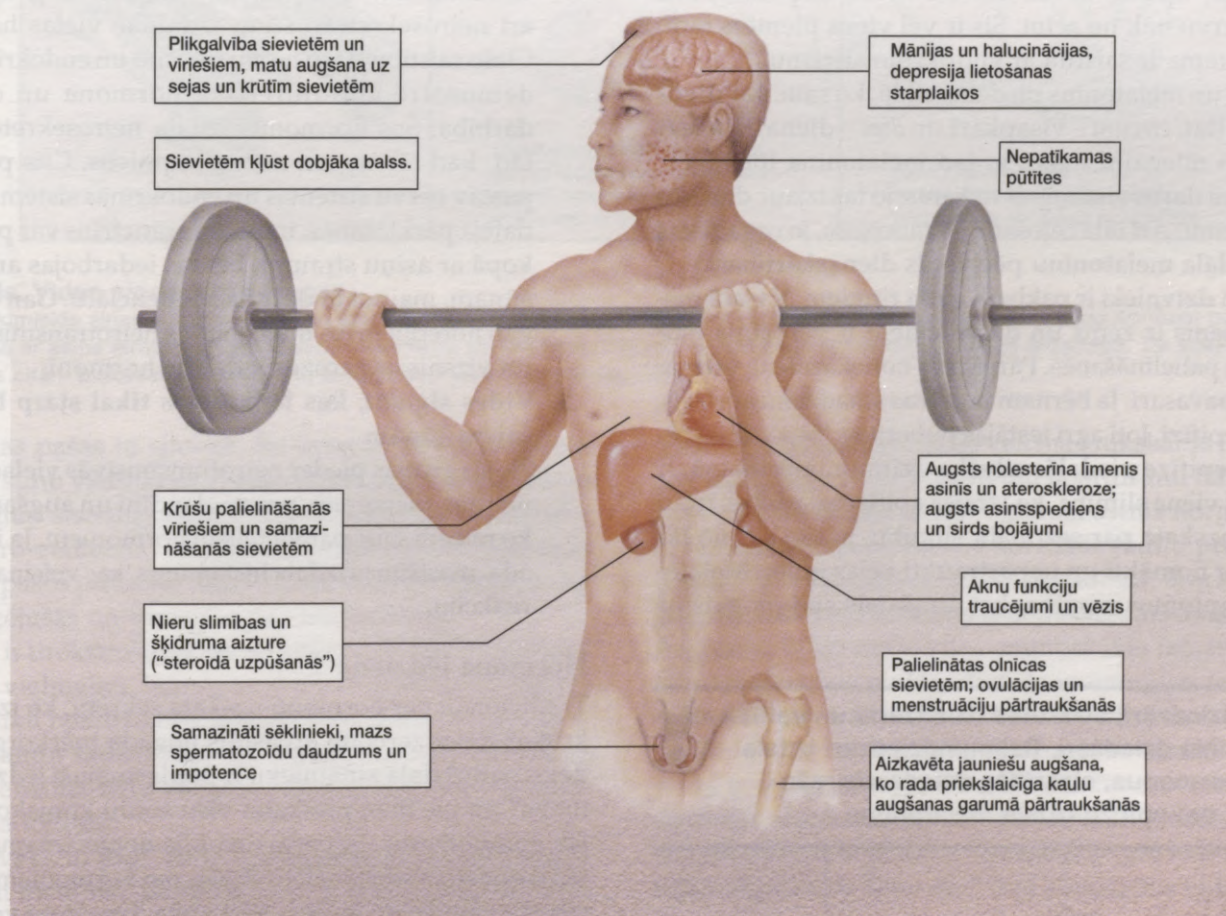 Plikgalvība sievietēm un
vīriešiem, matu augšana uz
sejas un krūtīm sievietēm
Sievietēm kļūst dobjāka balss.
Mānijas un halucinācijas,
depresija lietošanas
starplaikos
Nepatīkamas
pūtītes
Krūšu palielināšanās
vīriešiem un samazi-
nāšanās sievietēm
Nieru slimības un
šķidruma aizture
(“steroīdā uzpūšanās”)
Samazināti sēklinieki, mazs
spermatozoīdu daudzums un
impotence
Augsts holesterīna līmenis
asinīs un ateroskleroze;
augsts asinsspiediens
un sirds bojājumi
Aknu funkciju
traucējumi un vēzis
Palielinātas olnīcas
sievietēm; ovulācijas un
menstruāciju pārtraukšanās
Aizkavēta jauniešu augšana,
ko rada priekšlaicīga kaulu
augšanas garumā pārtraukšanās